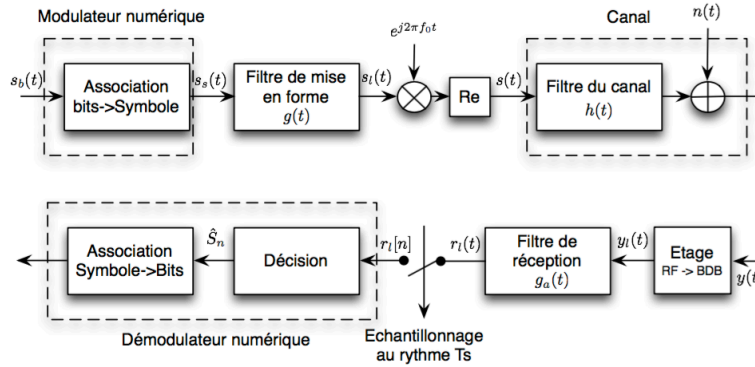 Modulateur numérique
Canal
e^{j2πf_0t}
n(t)
s_b(t)
Association
bits->Symbole
s_s(t)
Filtre de mise
en forme
g(t)
s_l(t)
Re
s(t)
Filtre du canal
h(t)
Association
Symbole->Bits
Ŝ_n
Décision
r_l[n]
r_l(t)
Filtre de
réception
g_a(t)
y_l(t)
Etage
RF -> BDB
y(t
Démodulateur numérique
Echantillonnage
au rythme Ts